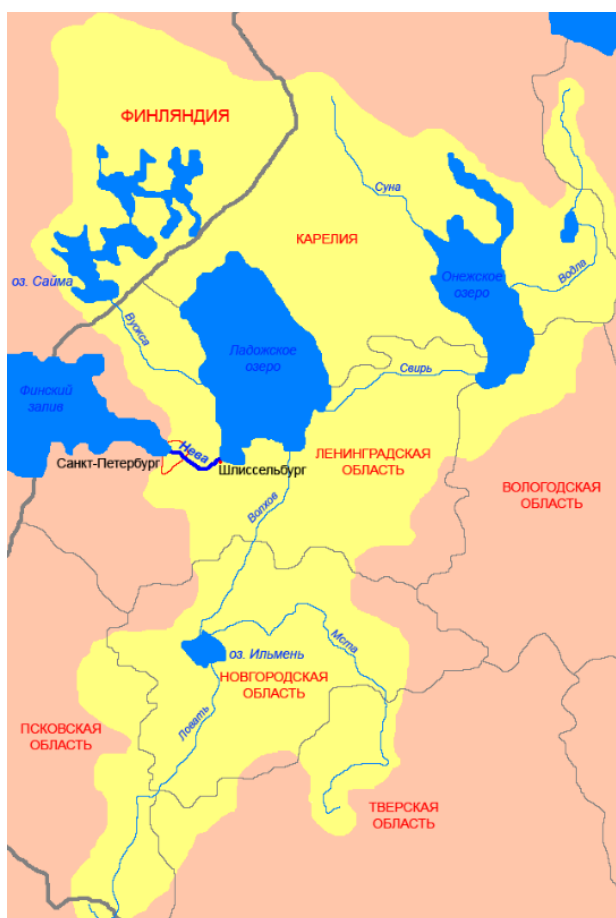 ФИНЛЯНДИЯ
Суна
КАРЕЛИЯ
Онежское
озеро
Водла
оз. Сайма
Вуокса
Ладожское
озеро
Свирь
Финский
залив
Нева
Санкт-Петербург
Шлиссельбург
ЛЕНИНГРАДСКАЯ
ОБЛАСТЬ
ВОЛОГОДСКАЯ
ОБЛАСТЬ
Волхов
Мста
оз. Ильмень
НОВГОРОДСКАЯ
ОБЛАСТЬ
Ловать
ПСКОВСКАЯ
ОБЛАСТЬ
ТВЕРСКАЯ
ОБЛАСТЬ